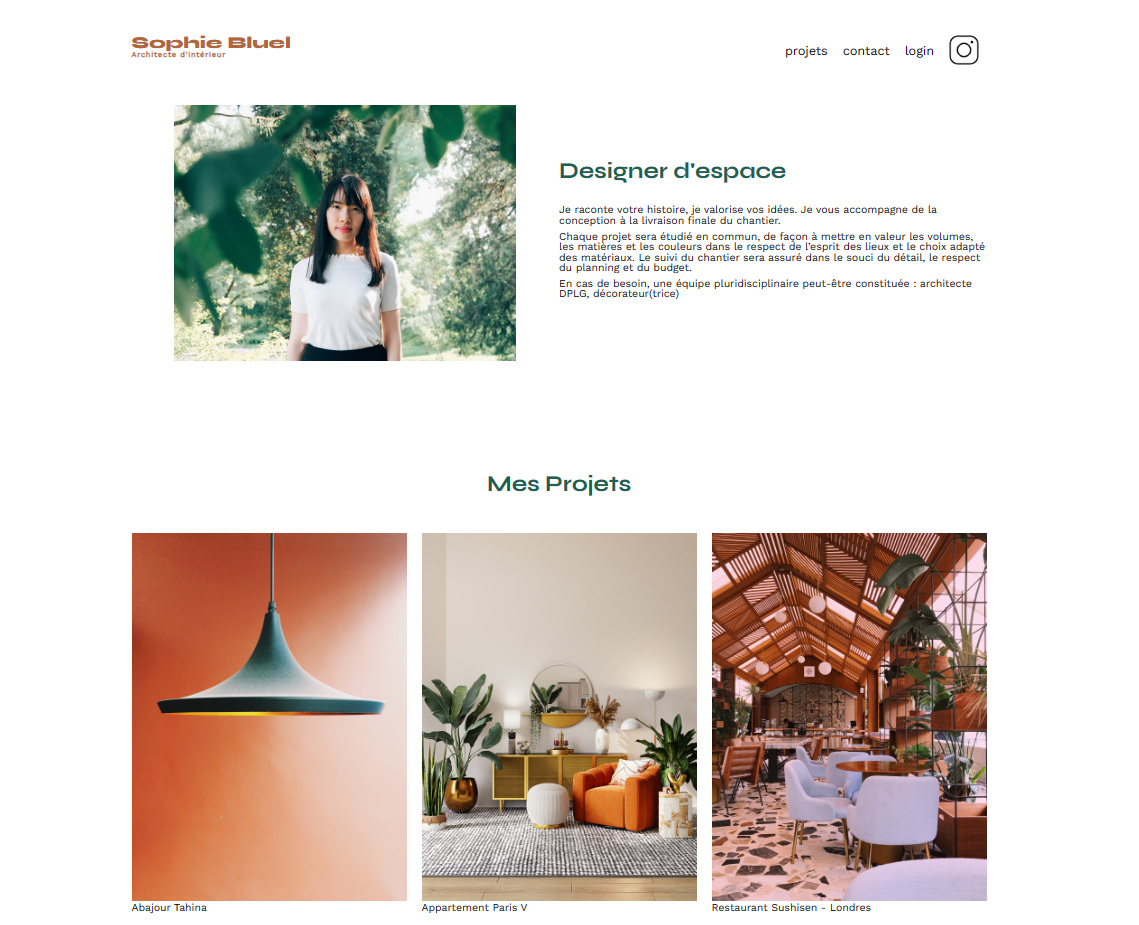 Sophie Bluel
Architecte d'intérieur
projets contact login
Designer d'espace
Je raconte votre histoire, je valorise vos idées. Je vous accompagne de la
conception à la livraison finale du chantier.
Chaque projet sera étudié en commun, de façon à mettre en valeur les volumes,
les matières et les couleurs dans le respect de l'esprit des lieux et le choix adapté
des matériaux. Le suivi du chantier sera assuré dans le souci du détail, le respect
du planning et du budget.
En cas de besoin, une équipe pluridisciplinaire peut-être constituée : architecte
DPLG, décorateur(trice)
Mes Projets
Abajour Tahina
Appartement Paris V
Restaurant Sushisen - Londres